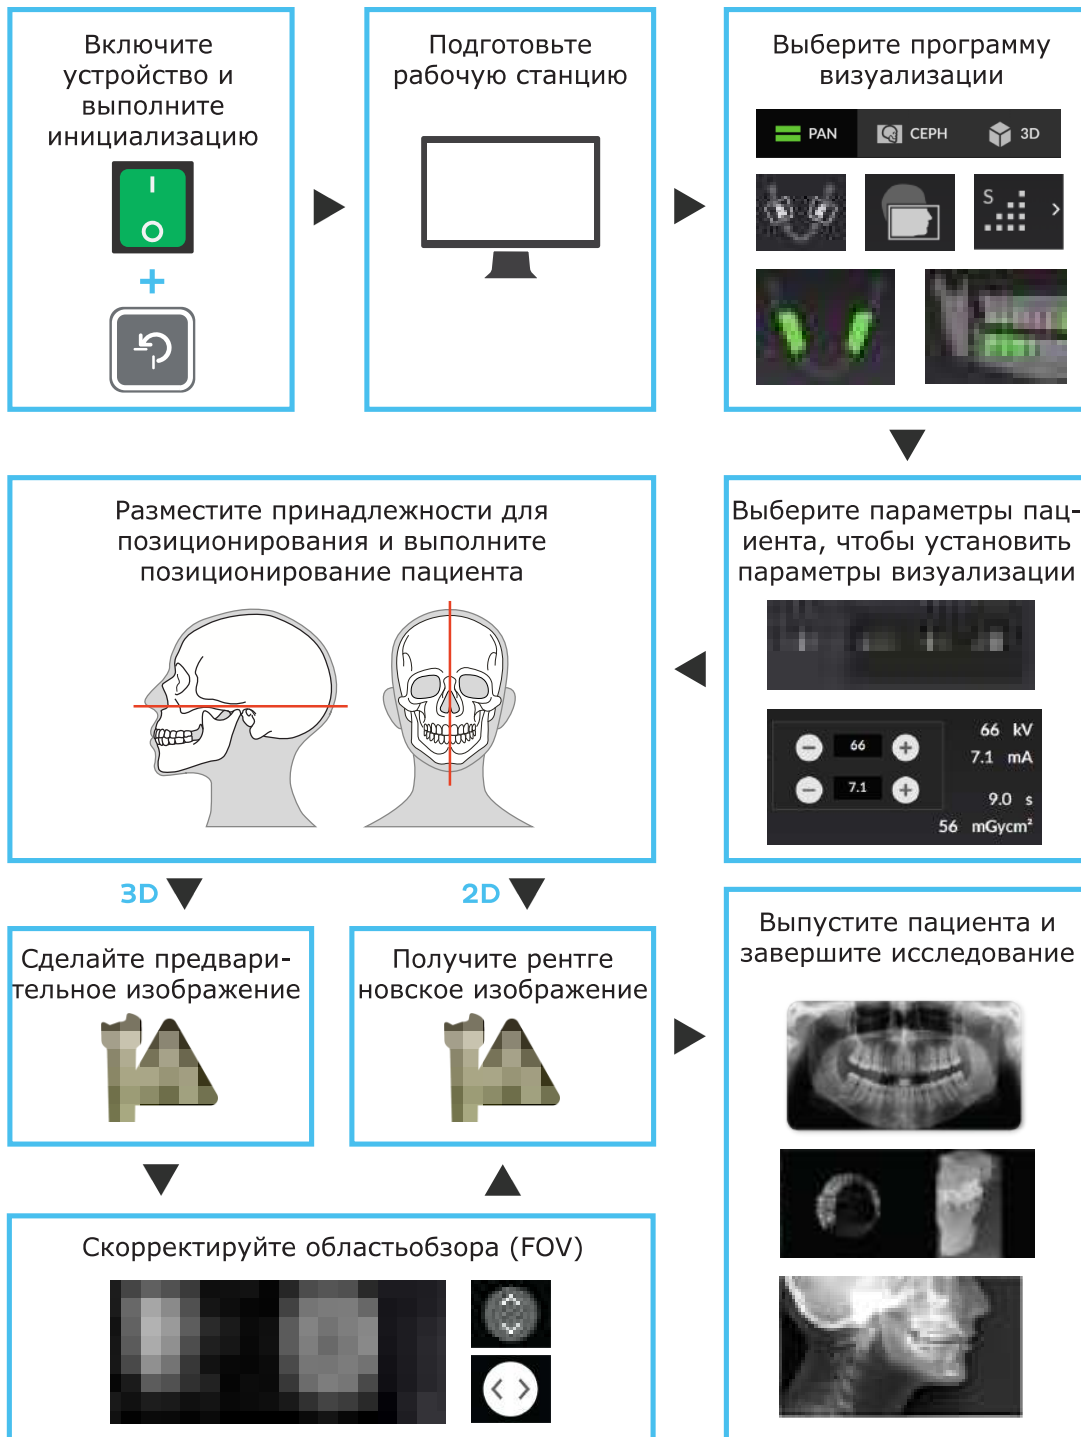 Включите
устройство и
выполните
инициализацию
+
Подготовьте
рабочую станцию
Выберите программу
визуализации
PAN
CEPH
3D
S
Выберите параметры пац-
иента, чтобы установить
параметры визуализации
66 kV
7.1 mA
9.0 s
56 mGycm²
66
7.1
Разместите принадлежности для
позиционирования и выполните
позиционирование пациента
3D
2D
Сделайте предвари-
тельное изображение
Получите рентге
новское изображение
Скорректируйте областьобзора (FOV)
Выпустите пациента и
завершите исследование